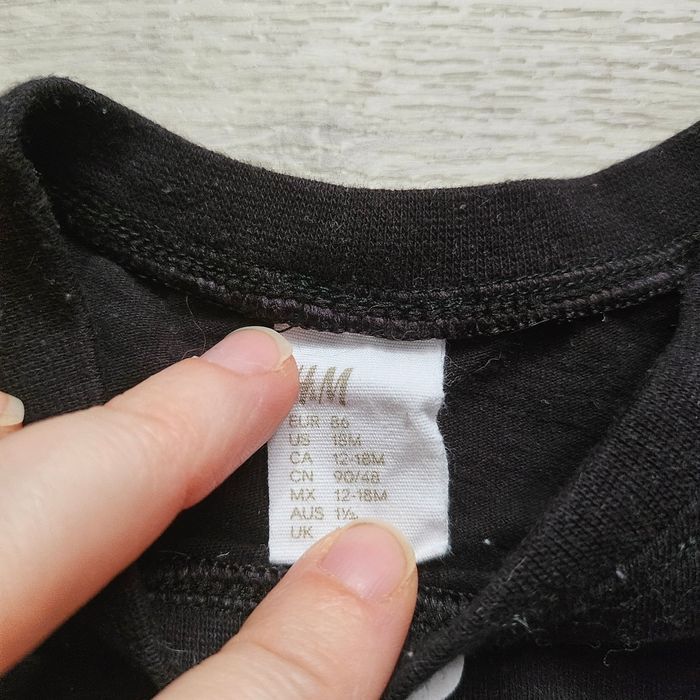 H&M
EUR 86
US 18M
CA 12-18M
CN 90/48
MX 12-18M
AUS 1½
UK